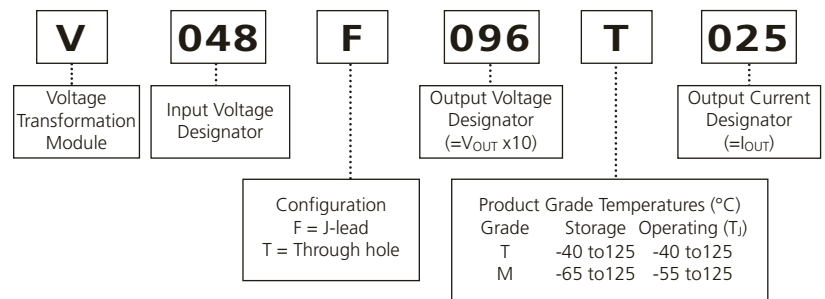 V 048 F 096 T 025
Voltage
Transformation
Module
Input Voltage
Designator
Output Voltage
Designator
(=VOUT x10)
Output Current
Designator
(=IOUT)
Configuration
F = J-lead
T = Through hole
Product Grade Temperatures (°C)
Grade Storage Operating (TJ)
T -40 to125 -40 to125
M -65 to125 -55 to125